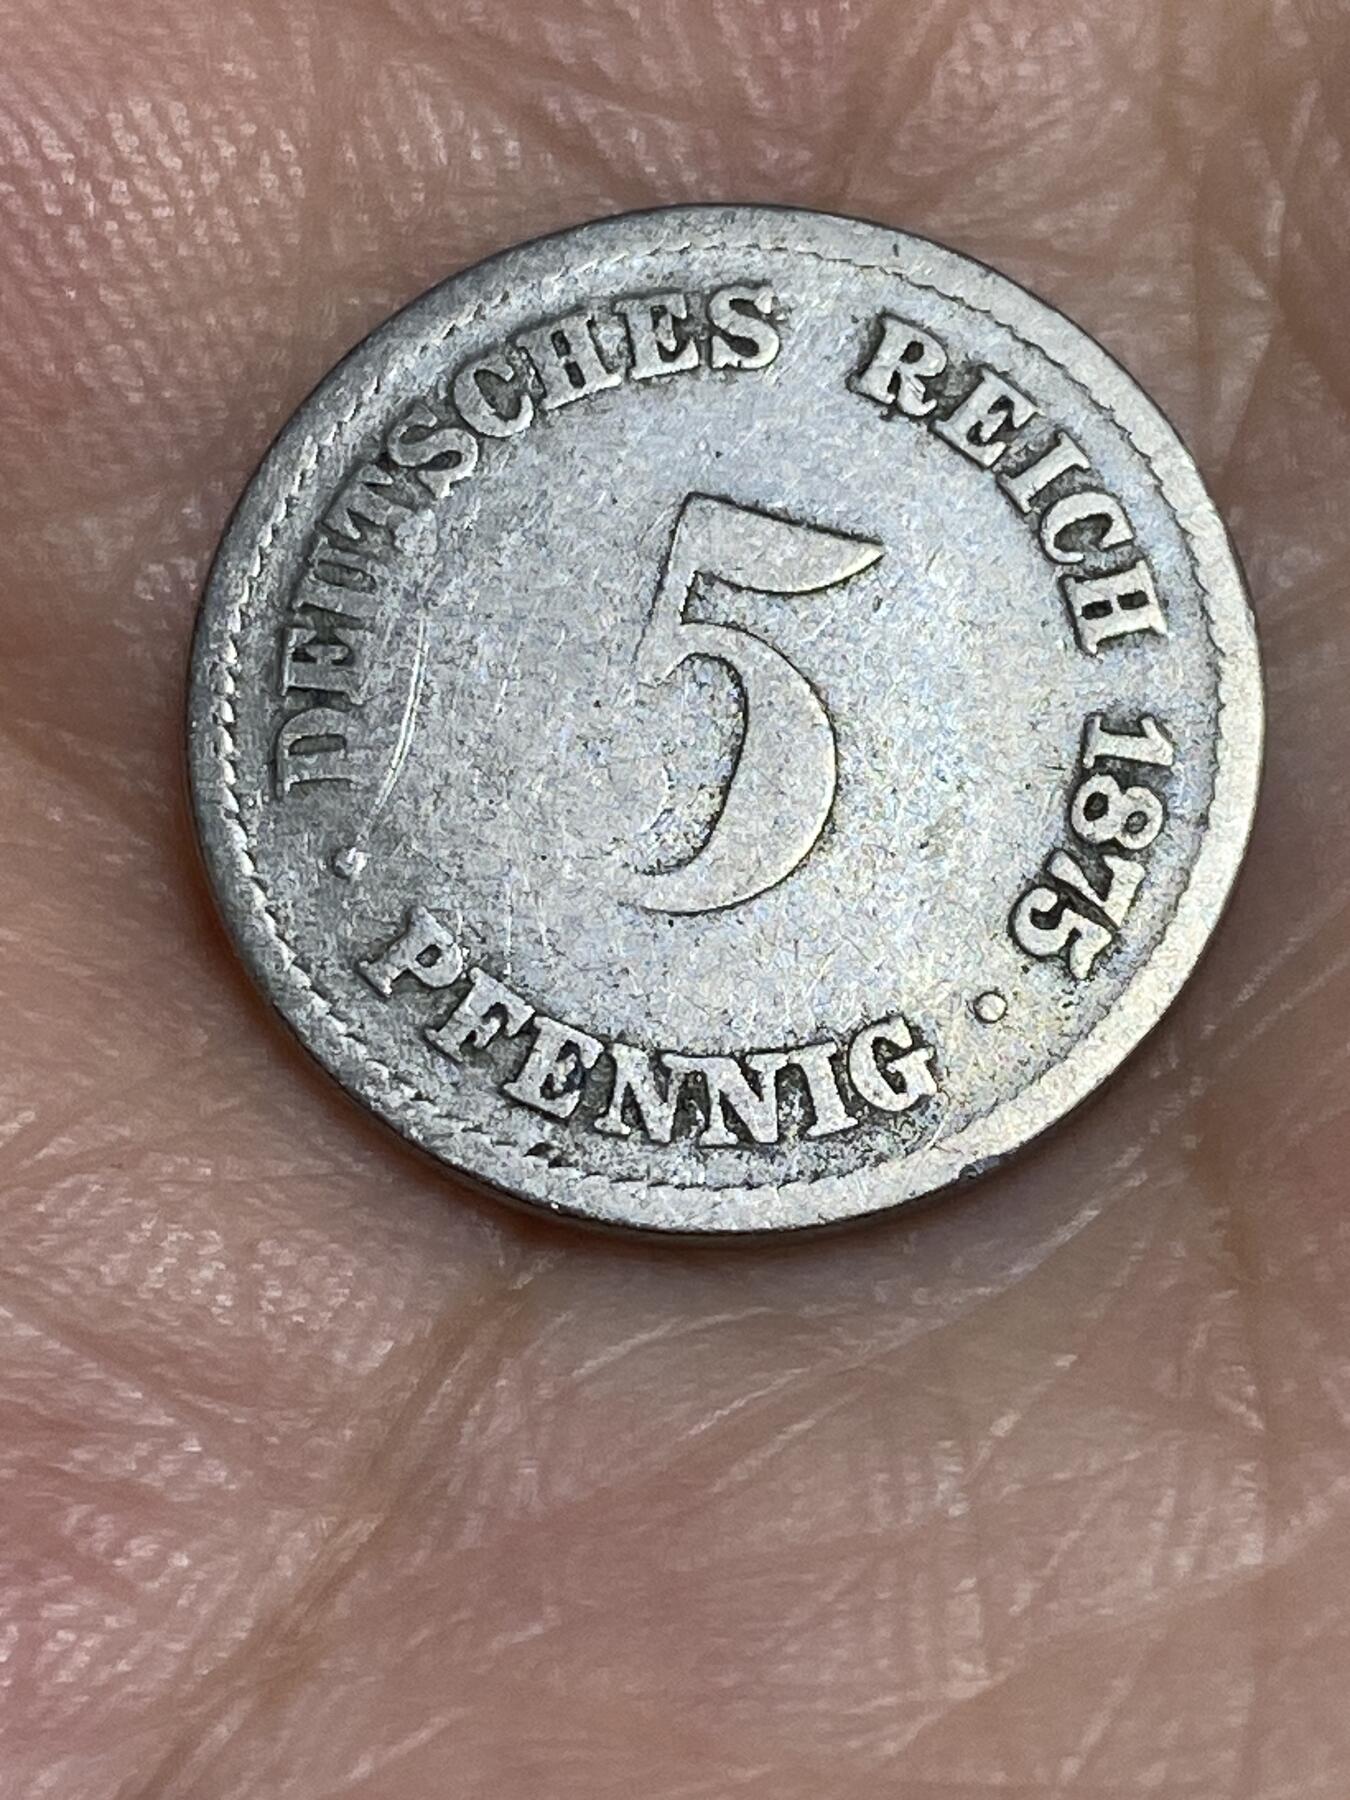 DEUTSCHES REICH 1875
5
PFENNIG